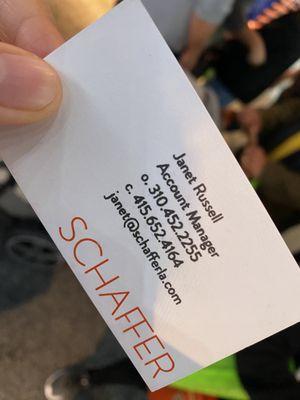 Janet Russell
Account Manager
o. 310.452.2255
c. 415.652.4164
janet@schafferla.com
SCHAFFER